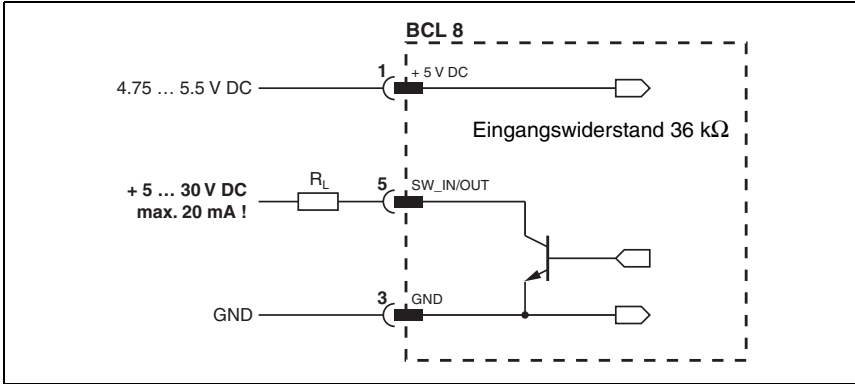 BCL 8
1
+ 5 V DC
4.75 … 5.5 V DC
Eingangswiderstand 36 kΩ
+ 5 … 30 V DC
max. 20 mA !
R_L
5
SW_IN/OUT
3
GND
GND